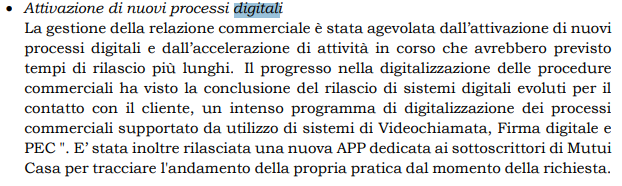 • Attivazione di nuovi processi digitali
La gestione della relazione commerciale è stata agevolata dall'attivazione di nuovi
processi digitali e dall'accelerazione di attività in corso che avrebbero previsto
tempi di rilascio più lunghi. Il progresso nella digitalizzazione delle procedure
commerciali ha visto la conclusione del rilascio di sistemi digitali evoluti per il
contatto con il cliente, un intenso programma di digitalizzazione dei processi
commerciali supportato da utilizzo di sistemi di Videochiamata, Firma digitale e
PEC ". E' stata inoltre rilasciata una nuova APP dedicata ai sottoscrittori di Mutui
Casa per tracciare l'andamento della propria pratica dal momento della richiesta.